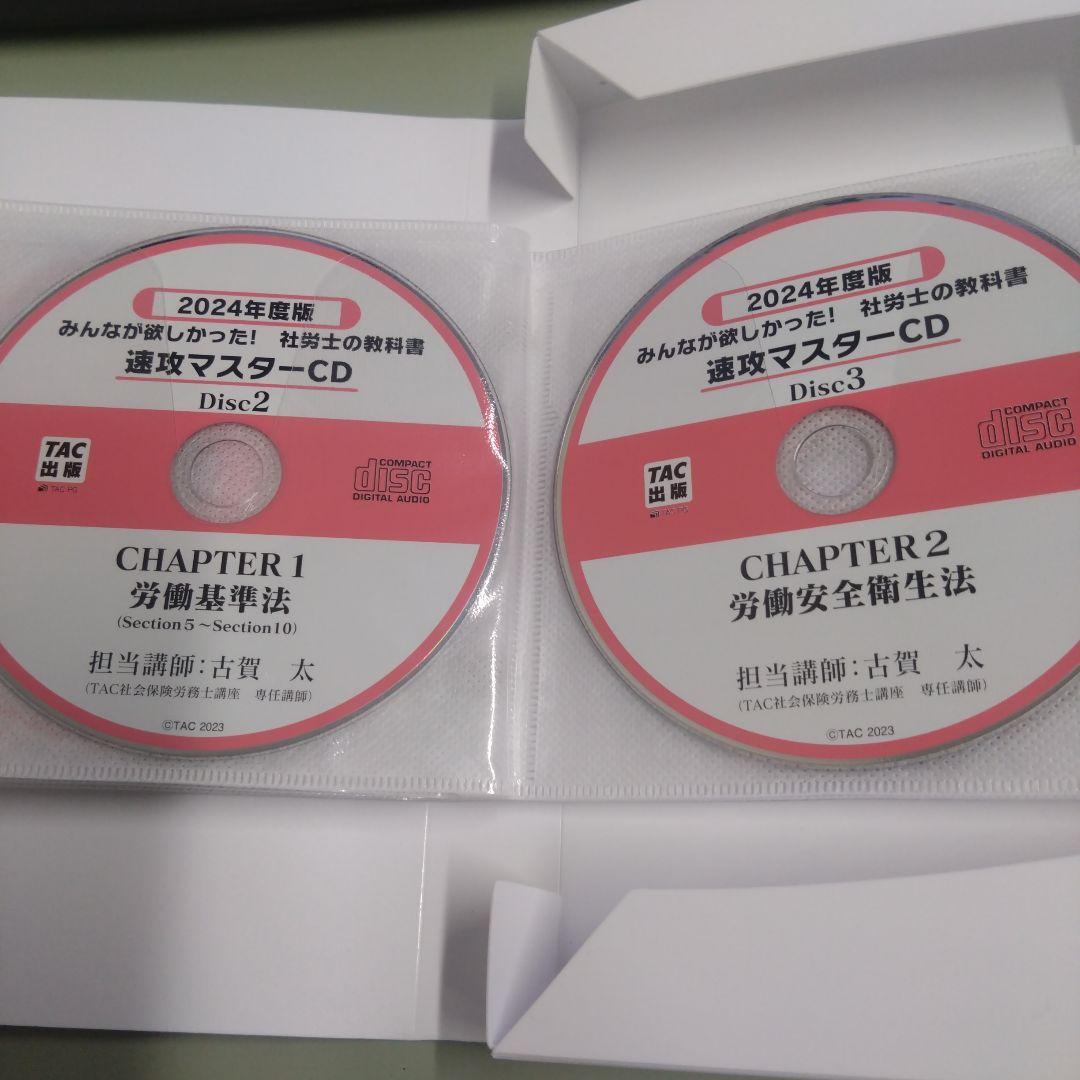 2024年度版
みんなが欲しかった! 社労士の教科書
速攻マスターCD
Disc2
TAC
出版
TAC PG
COMPACT
disc
DIGITAL AUDIO
CHAPTER 1
労働基準法
(Section 5～Section10)
担当講師:古賀 太
(TAC社会保険労務士講座 専任講師)
©TAC 2023
2024年度版
みんなが欲しかった! 社労士の教科書
速攻マスターCD
Disc3
TAC
出版
TAC PG
COMPACT
disc
DIGITAL AUDIO
CHAPTER 2
労働安全衛生法
担当講師:古賀 太
(TAC社会保険労務士講座 専任講師)
©TAC 2023